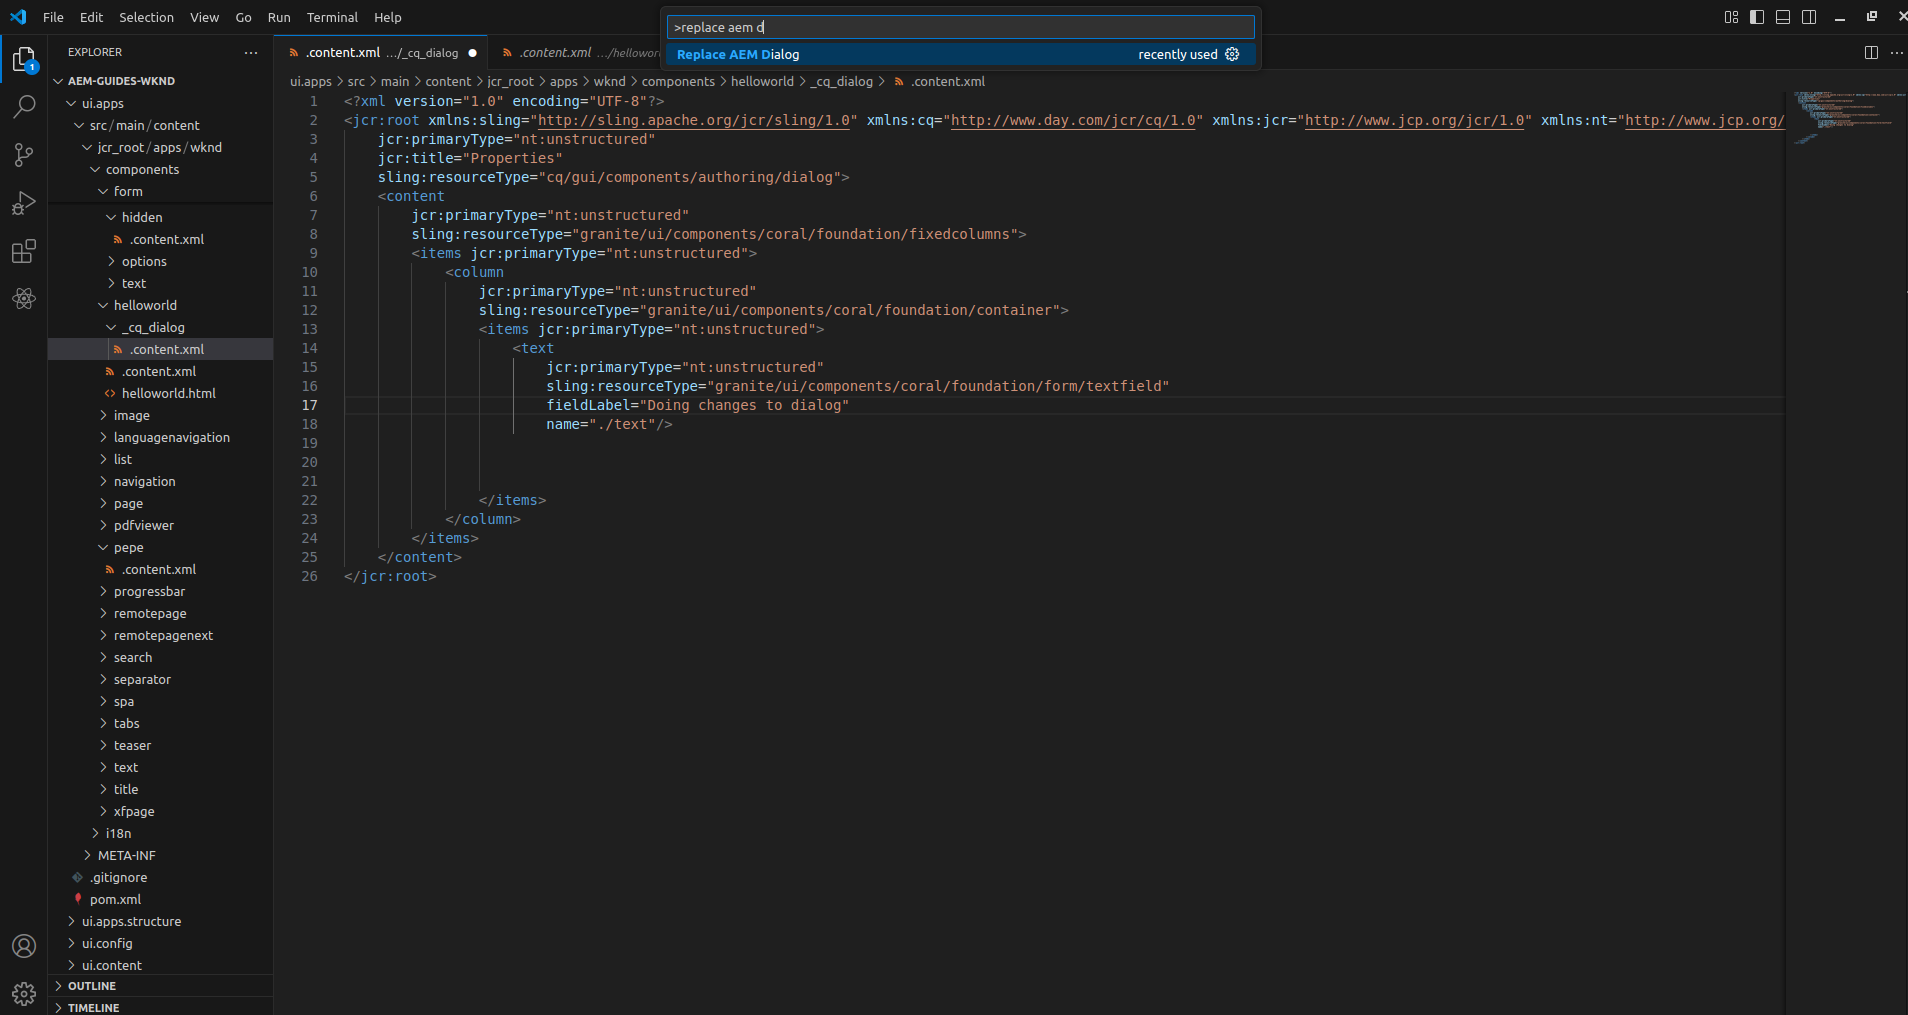 File Edit Selection View Go Run Terminal Help
>replace aem d
Replace AEM Dialog recently used
EXPLORER
AEM-GUIDES-WKND
ui.apps
src/main/content
jcr_root/apps/wknd
components
form
hidden
.content.xml
options
text
helloworld
_cq_dialog
.content.xml
.content.xml
helloworld.html
image
languagenavigation
list
navigation
page
pdfviewer
pepe
.content.xml
progressbar
remotepage
remotepagenext
search
separator
spa
tabs
teaser
text
title
xfpage
i18n
META-INF
.gitignore
pom.xml
ui.apps.structure
ui.config
ui.content
OUTLINE
TIMELINE
1
.content.xml .../_cq_dialog .content.xml .../hellowor
ui.apps > src > main > content > jcr_root > apps > wknd > components > helloworld > _cq_dialog > .content.xml
1 <?xml version="1.0" encoding="UTF-8"?>
2 <jcr:root xmlns:sling="http://sling.apache.org/jcr/sling/1.0" xmlns:cq="http://www.day.com/jcr/cq/1.0" xmlns:jcr="http://www.jcp.org/jcr/1.0" xmlns:nt="http://www.jcp.org/
3 jcr:primaryType="nt:unstructured"
4 jcr:title="Properties"
5 sling:resourceType="cq/gui/components/authoring/dialog">
6 <content
7 jcr:primaryType="nt:unstructured"
8 sling:resourceType="granite/ui/components/coral/foundation/fixedcolumns">
9 <items jcr:primaryType="nt:unstructured">
10 <column
11 jcr:primaryType="nt:unstructured"
12 sling:resourceType="granite/ui/components/coral/foundation/container">
13 <items jcr:primaryType="nt:unstructured">
14 <text
15 jcr:primaryType="nt:unstructured"
16 sling:resourceType="granite/ui/components/coral/foundation/form/textfield"
17 fieldLabel="Doing changes to dialog"
18 name="./text"/>
19
20
21
22 </items>
23 </column>
24 </items>
25 </content>
26 </jcr:root>